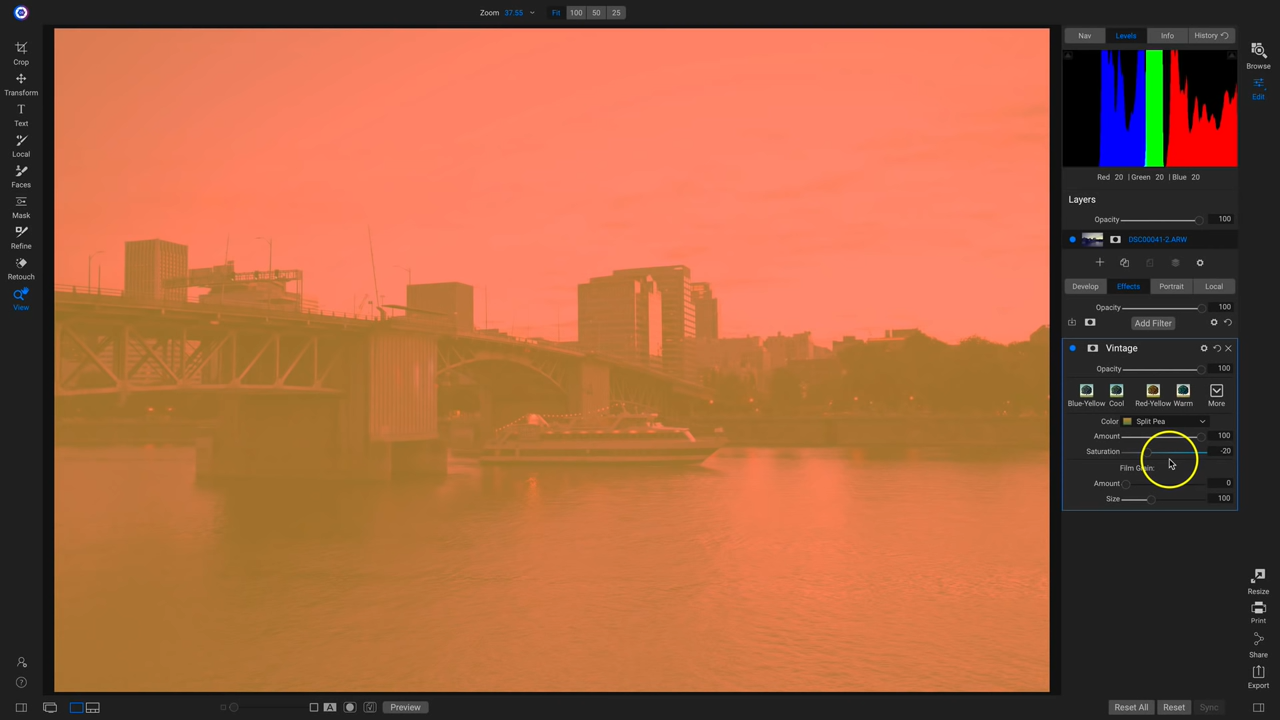 Zoom 37.55 Fit 100 50 25
Crop
Transform
Text
Local
Faces
Mask
Refine
Retouch
View
Nav Levels Info History
Red 20 | Green 20 | Blue 20
Layers
Opacity 100
DSC00041-2.ARW
Develop Effects Portrait Local
Opacity 100
Add Filter
Vintage
Opacity 100
Blue-Yellow Cool Red-Yellow Warm More
Color Split Pea
Amount 100
Saturation -20
Film Grain:
Amount 0
Size 100
Browse
Edit
Resize
Print
Share
Export
A Preview
Reset All Reset Sync